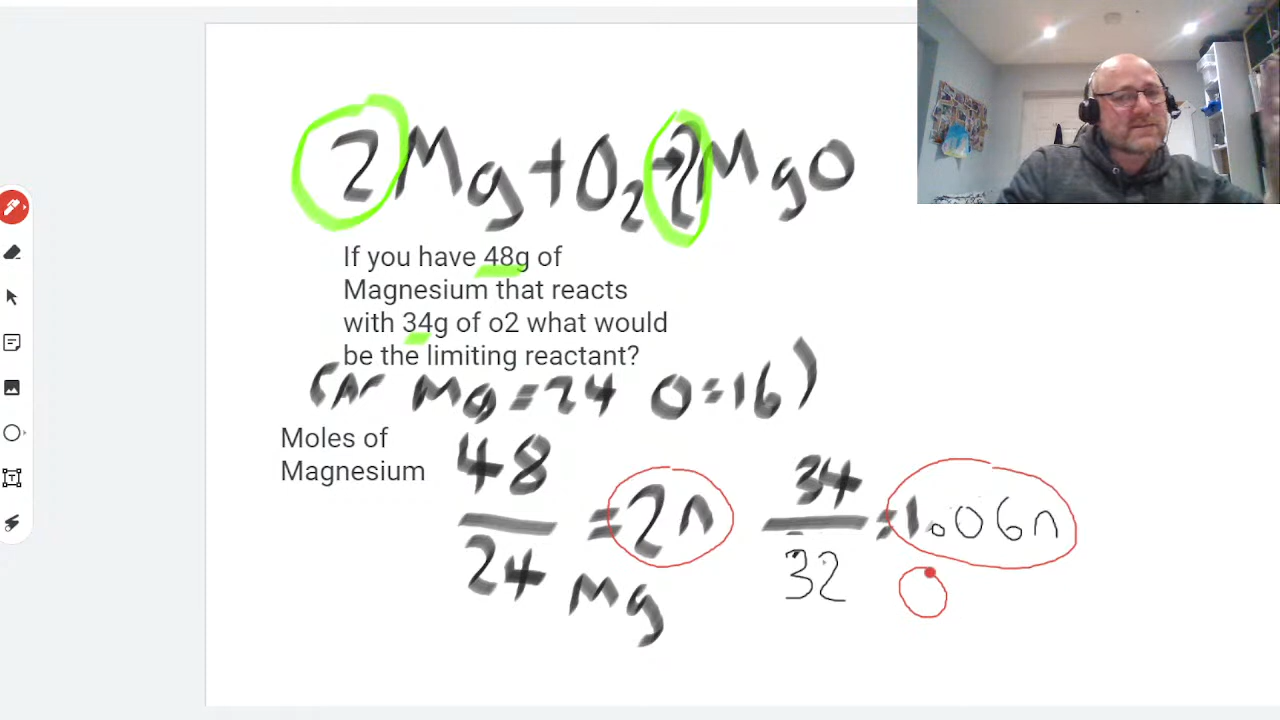 2Mg+O2→2MgO
If you have 48g of
Magnesium that reacts
with 34g of o2 what would
be the limiting reactant?
(Ar Mg=24 O=16)
Moles of
Magnesium
48
24
=2n
Mg
34
32
=1.06n
O